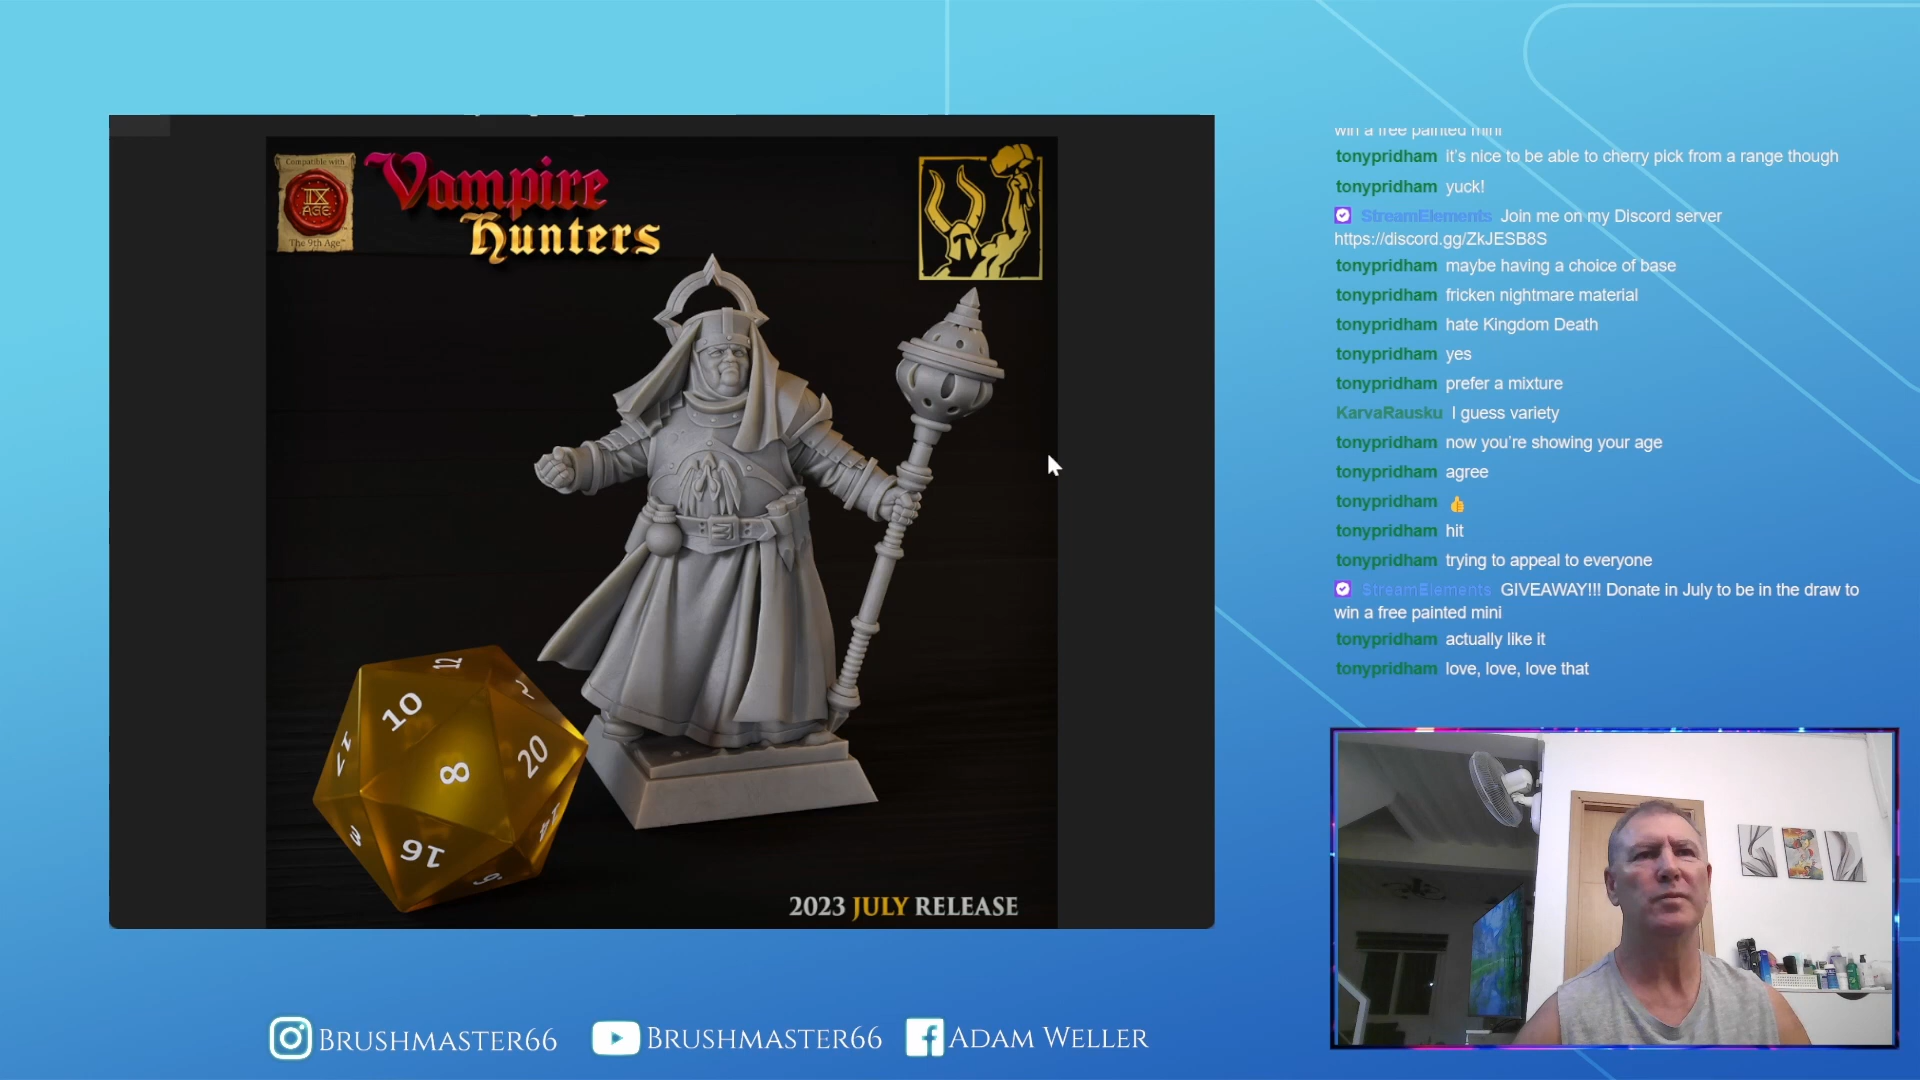 Compatible with
IX
AGE
The 9th Age
Vampire
Hunters
12
10
8
20
16
2023 JULY RELEASE
win a free painted mini
tonypridham it's nice to be able to cherry pick from a range though
tonypridham yuck!
StreamElements Join me on my Discord server
https://discord.gg/ZkJESB8S
tonypridham maybe having a choice of base
tonypridham fricken nightmare material
tonypridham hate Kingdom Death
tonypridham yes
tonypridham prefer a mixture
KarvaRausku I guess variety
tonypridham now you're showing your age
tonypridham agree
tonypridham 👍
tonypridham hit
tonypridham trying to appeal to everyone
StreamElements GIVEAWAY!!! Donate in July to be in the draw to
win a free painted mini
tonypridham actually like it
tonypridham love, love, love that
BRUSHMASTER66 BRUSHMASTER66 ADAM WELLER